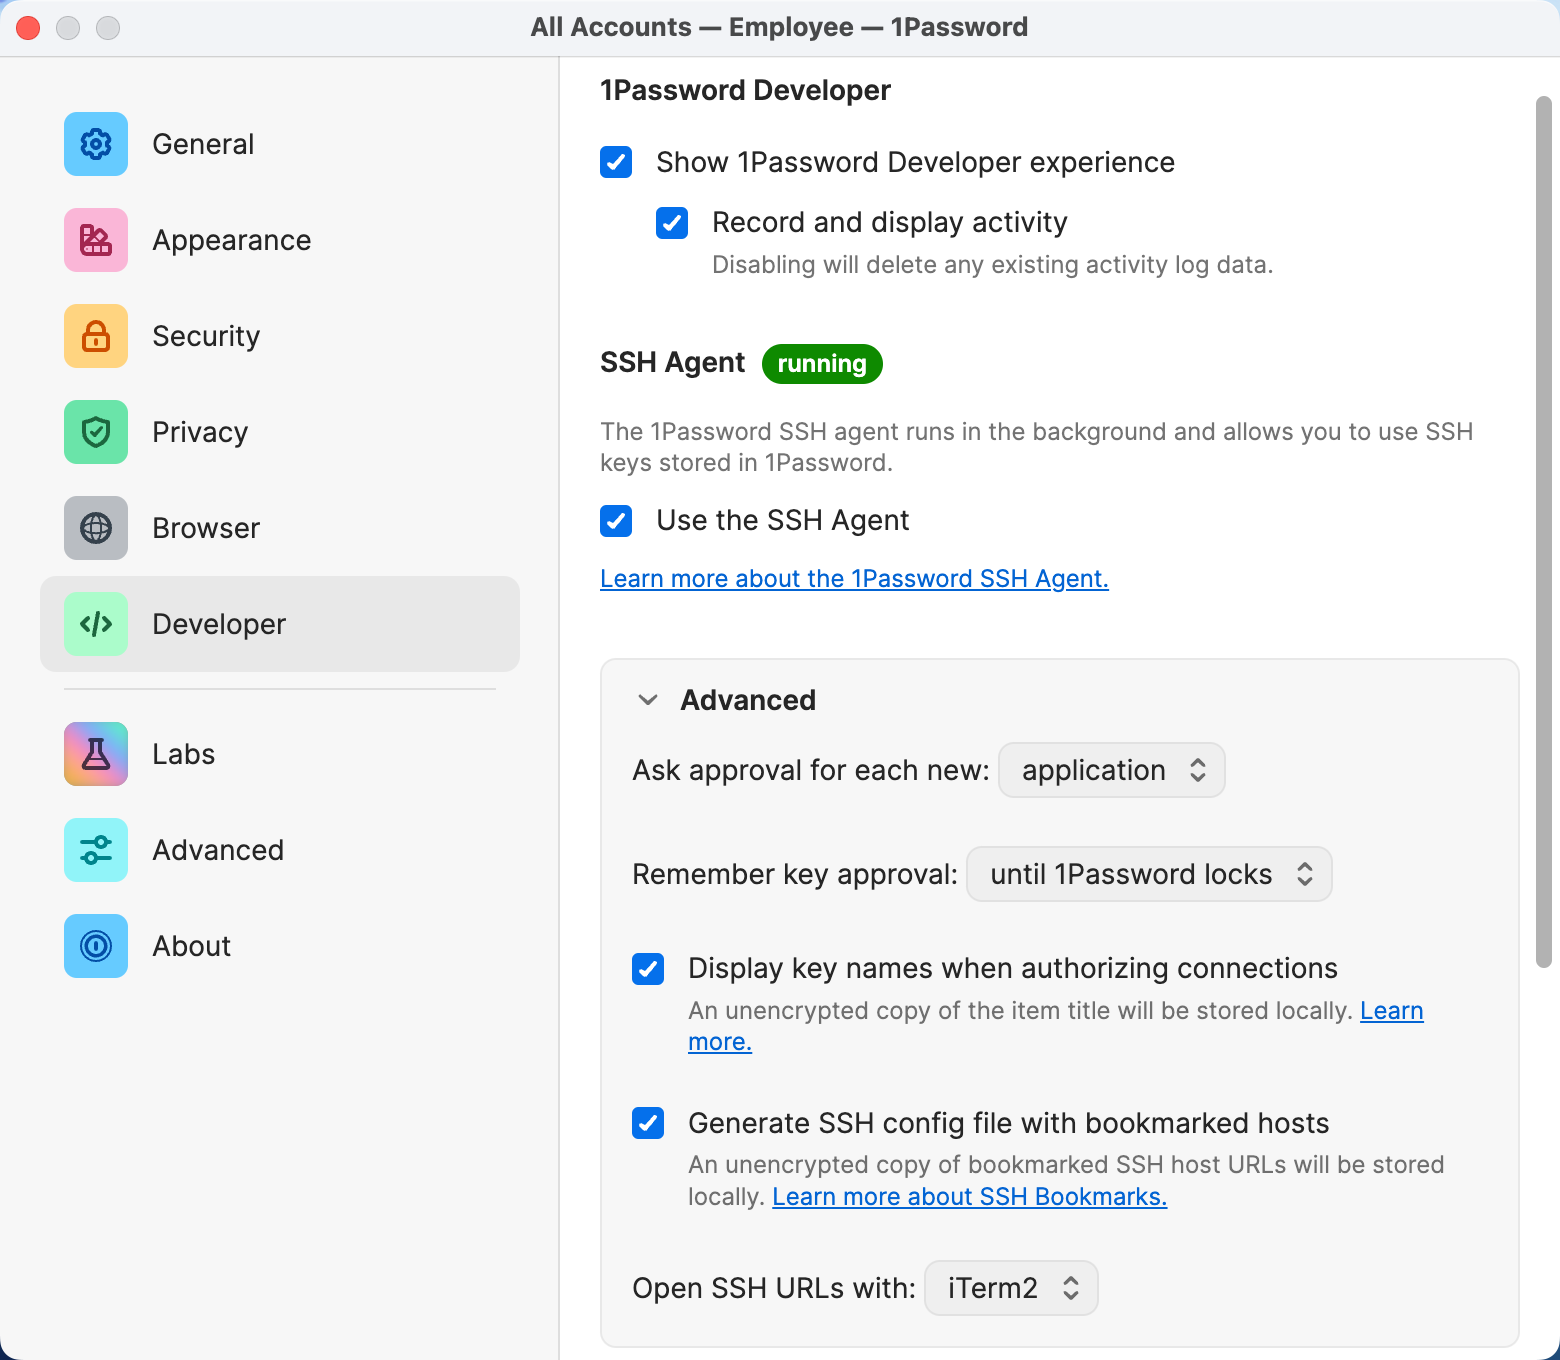 All Accounts — Employee — 1Password
General
Appearance
Security
Privacy
Browser
Developer
Labs
Advanced
About
1Password Developer
Show 1Password Developer experience
Record and display activity
Disabling will delete any existing activity log data.
SSH Agent running
The 1Password SSH agent runs in the background and allows you to use SSH
keys stored in 1Password.
Use the SSH Agent
Learn more about the 1Password SSH Agent.
Advanced
Ask approval for each new: application
Remember key approval: until 1Password locks
Display key names when authorizing connections
An unencrypted copy of the item title will be stored locally. Learn
more.
Generate SSH config file with bookmarked hosts
An unencrypted copy of bookmarked SSH host URLs will be stored
locally. Learn more about SSH Bookmarks.
Open SSH URLs with: iTerm2